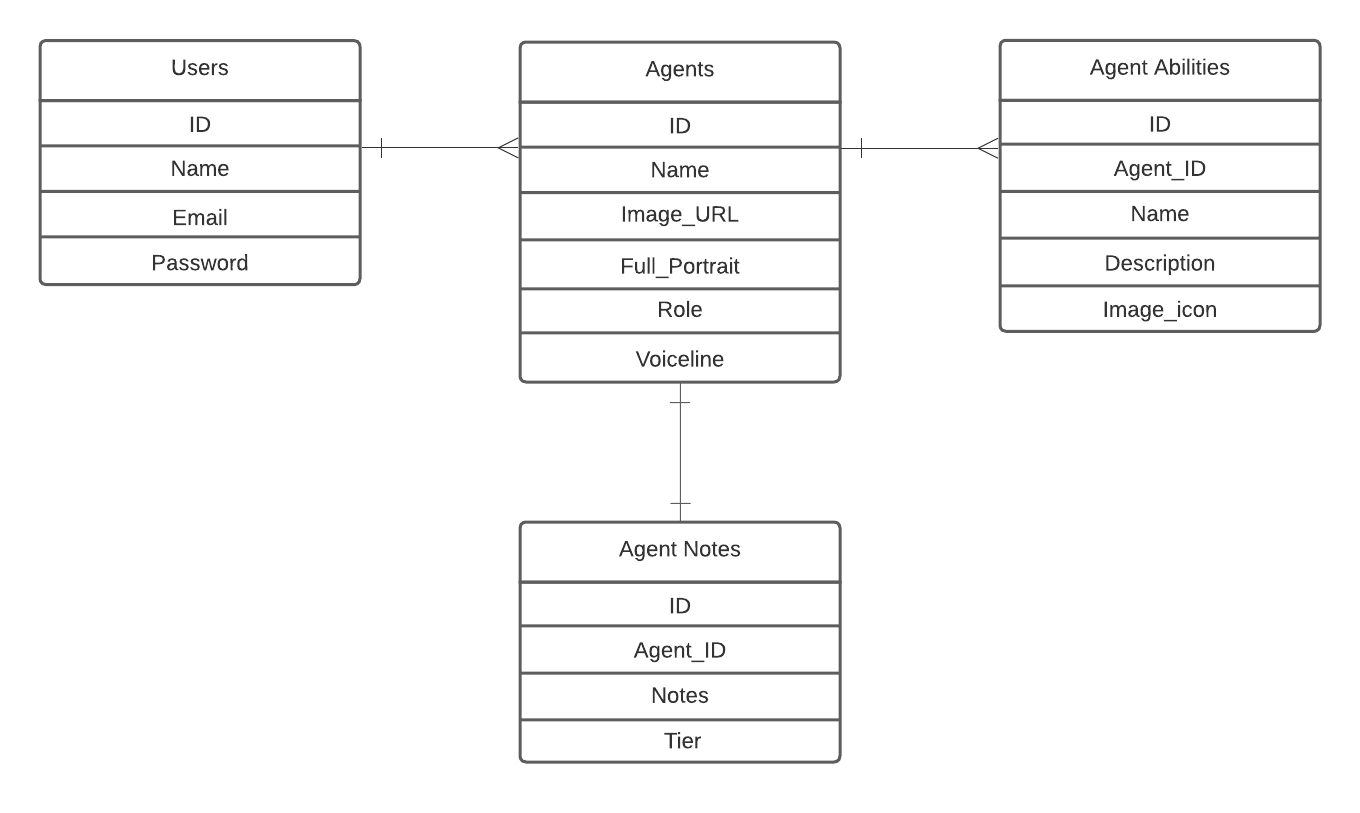 Users
ID
Name
Email
Password
Agents
ID
Name
Image_URL
Full_Portrait
Role
Voiceline
Agent Abilities
ID
Agent_ID
Name
Description
Image_icon
Agent Notes
ID
Agent_ID
Notes
Tier